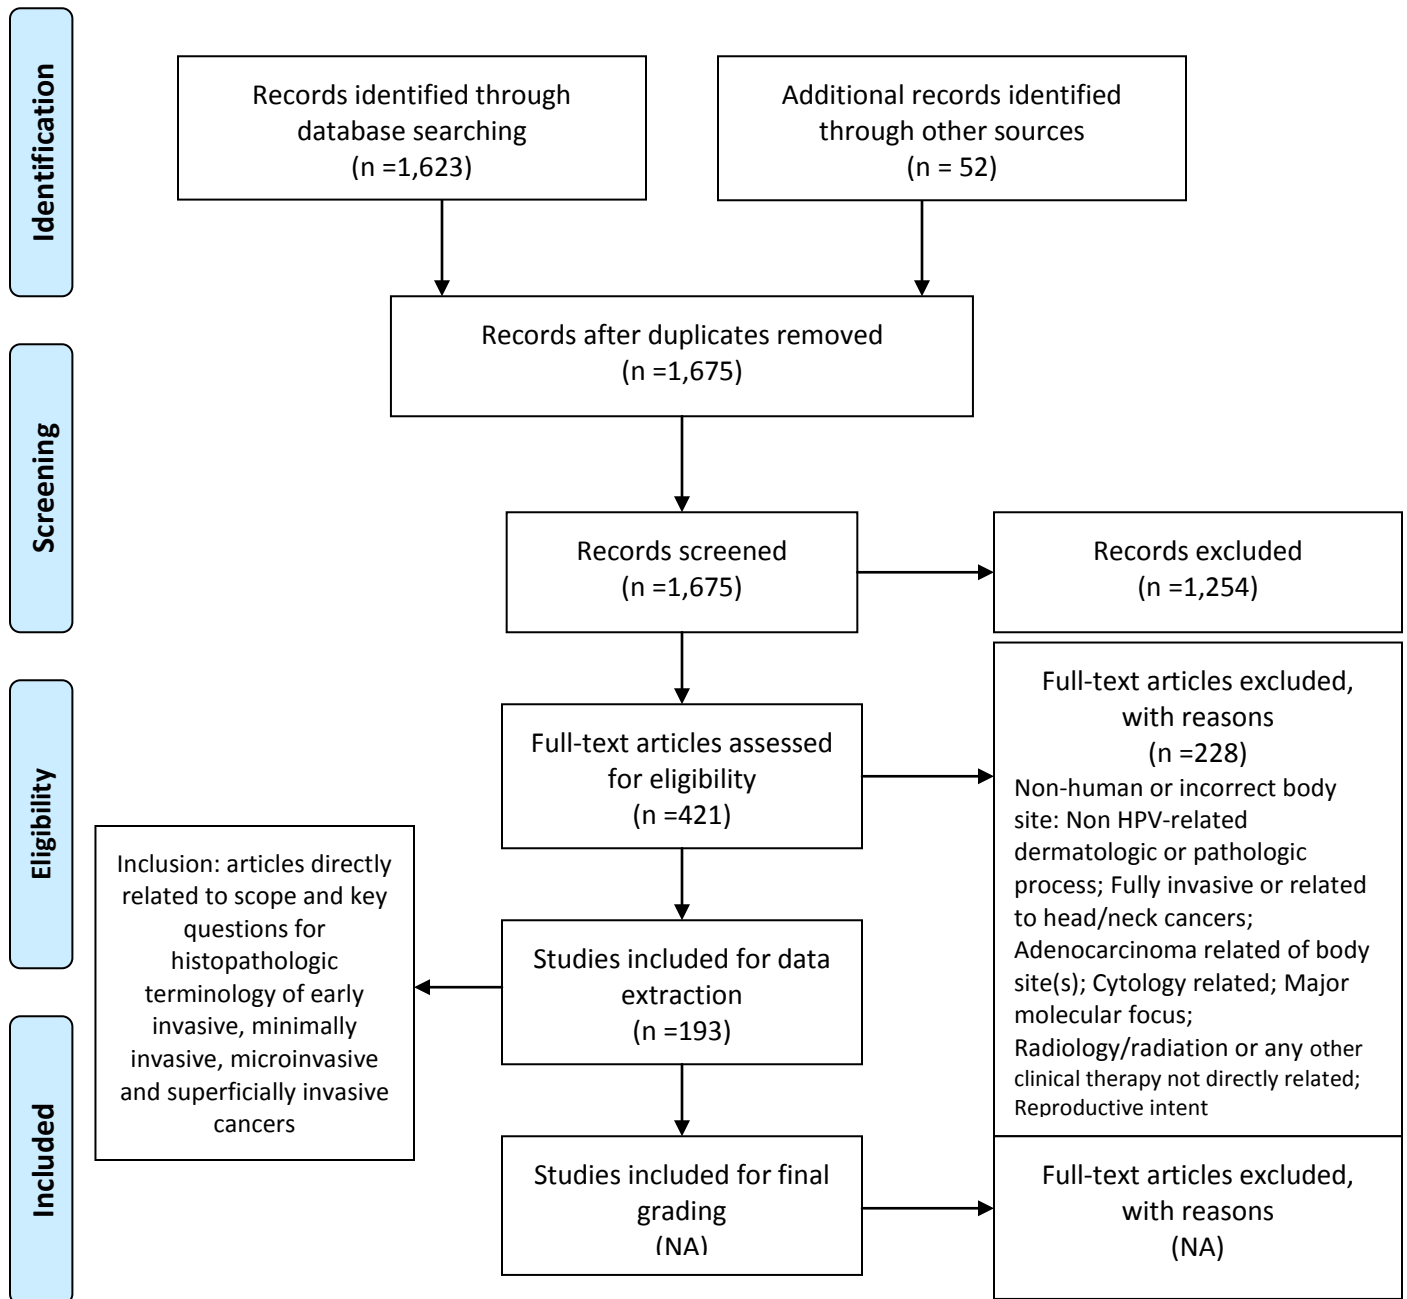 Identification
Records identified through
database searching
(n =1,623)
Additional records identified
through other sources
(n = 52)
Records after duplicates removed
(n =1,675)
Screening
Records screened
(n =1,675)
Records excluded
(n =1,254)
Eligibility
Full-text articles assessed
for eligibility
(n =421)
Full-text articles excluded,
with reasons
(n =228)
Non-human or incorrect body
site: Non HPV-related
dermatologic or pathologic
process; Fully invasive or related
to head/neck cancers;
Adenocarcinoma related of body
site(s); Cytology related; Major
molecular focus;
Radiology/radiation or any other
clinical therapy not directly related;
Reproductive intent
Inclusion: articles directly
related to scope and key
questions for
histopathologic
terminology of early
invasive, minimally
invasive, microinvasive
and superficially invasive
cancers
Studies included for data
extraction
(n =193)
Included
Studies included for final
grading
(NA)
Full-text articles excluded,
with reasons
(NA)